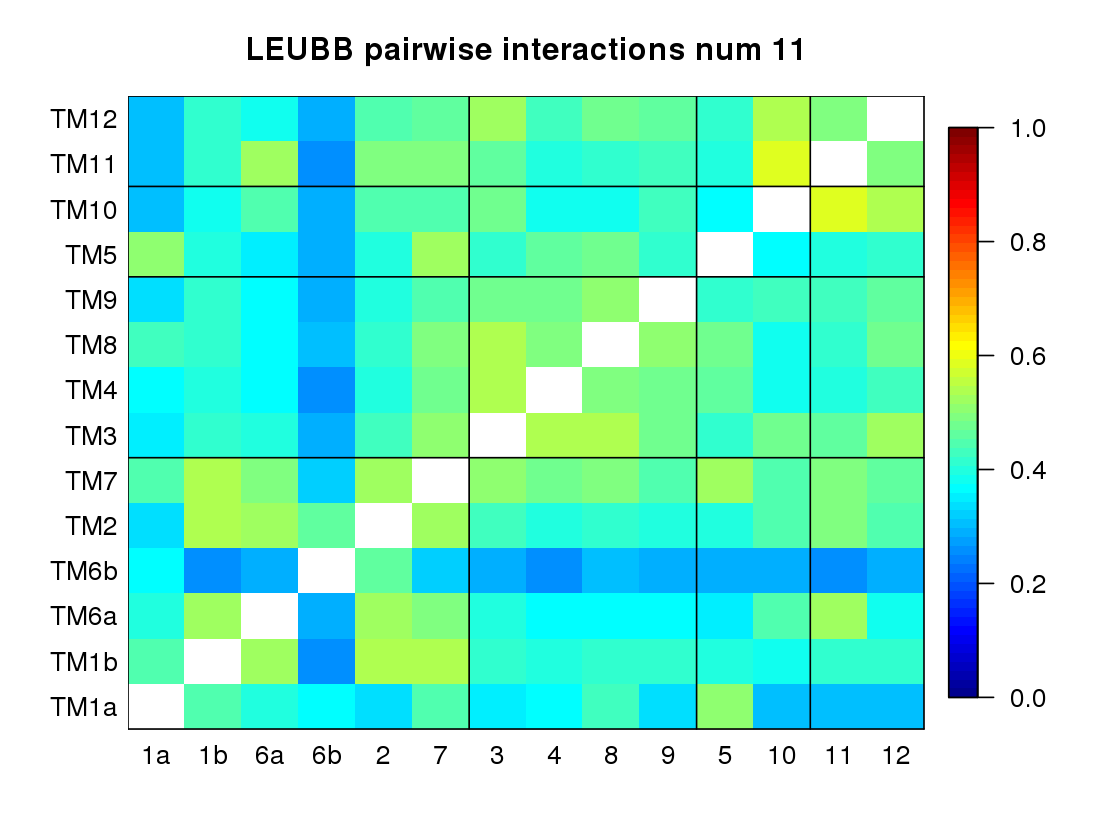 LEUBB pairwise interactions num 11
TM12
TM11
TM10
TM5
TM9
TM8
TM4
TM3
TM7
TM2
TM6b
TM6a
TM1b
TM1a
1a 1b 6a 6b 2 7 3 4 8 9 5 10 11 12
1.0
0.8
0.6
0.4
0.2
0.0